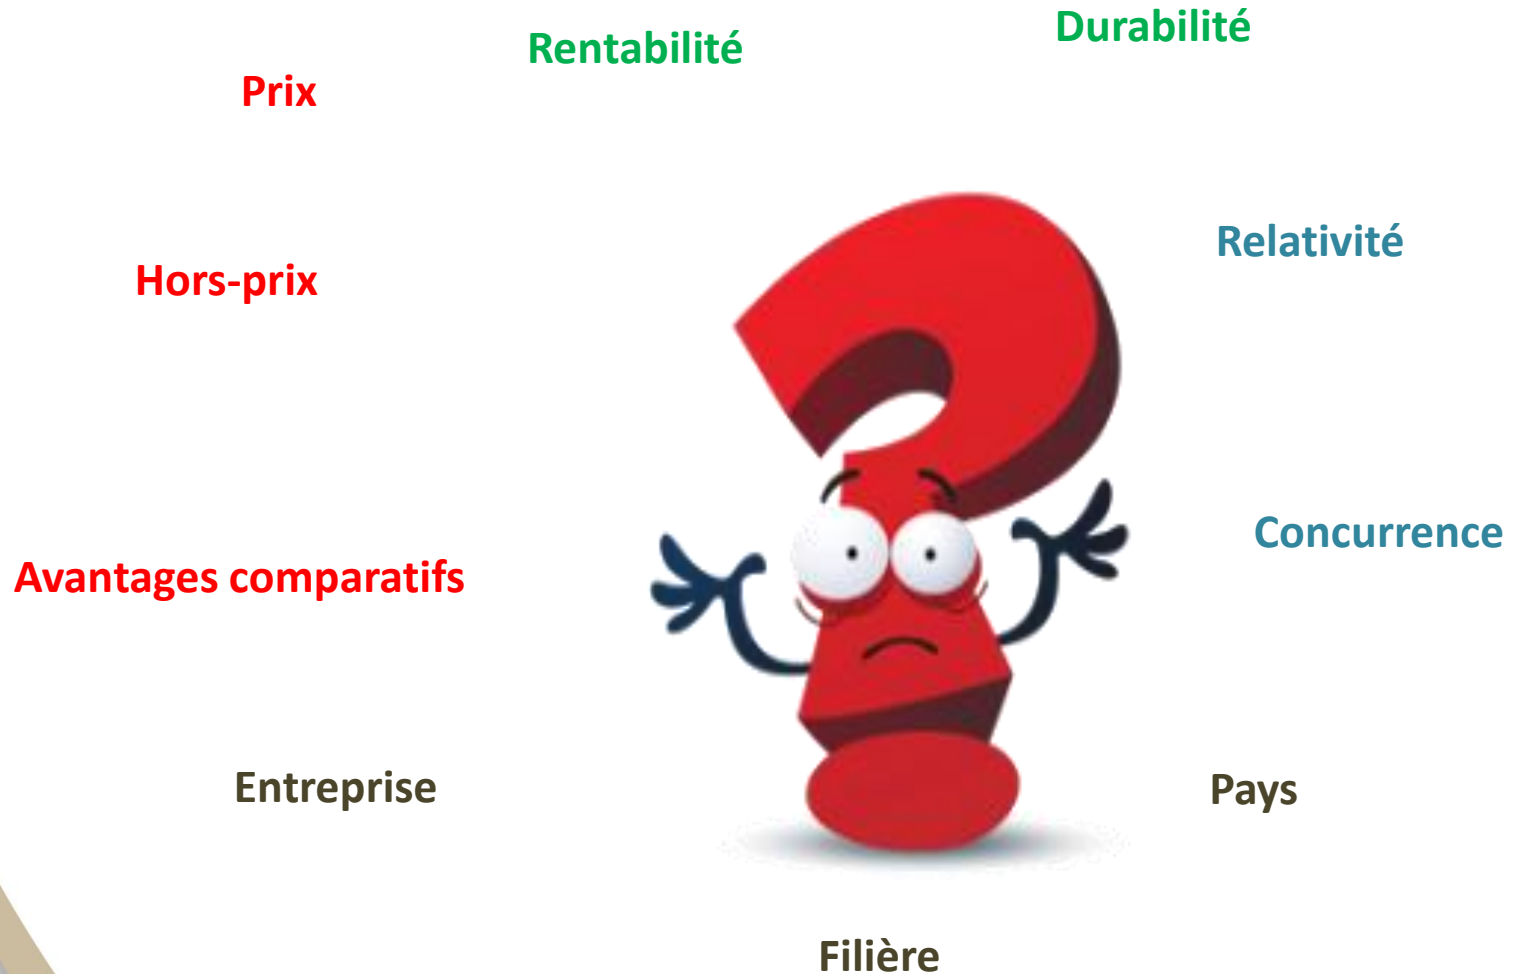 Durabilité
Rentabilité
Prix
Relativité
Hors-prix
Concurrence
Avantages comparatifs
Entreprise
Pays
Filière